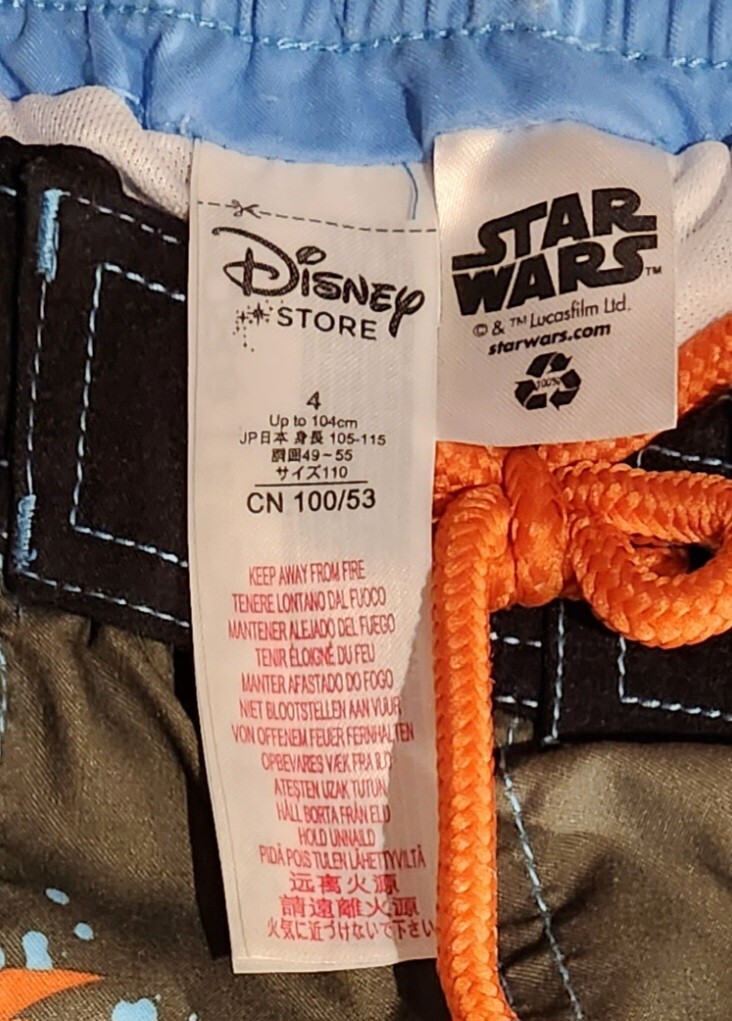 DISNEY
STORE
4
Up to 104cm
JP日本 身長 105-115
胴囲49~55
サイズ110
CN 100/53
KEEP AWAY FROM FIRE
TENERE LONTANO DAL FUOCO
MANTENER ALEJADO DEL FUEGO
TENIR ÉLOIGNÉ DU FEU
MANTER AFASTADO DO FOGO
NIET BLOOTSTELLEN AAN VUUR
VON OFFENEM FEUER FERNHALTEN
OPBEVARES VÆK FRA ILD
ATEŞTEN UZAK TUTUN
HÅLL BORTA FRÅN ELD
HOLD UNNA ILD
PIDÄ POIS TULEN LÄHETTYVILTÄ
远离火源
請遠離火源
火気に近づけないで下さい
STAR
WARS™
© & ™ Lucasfilm Ltd.
starwars.com
100%